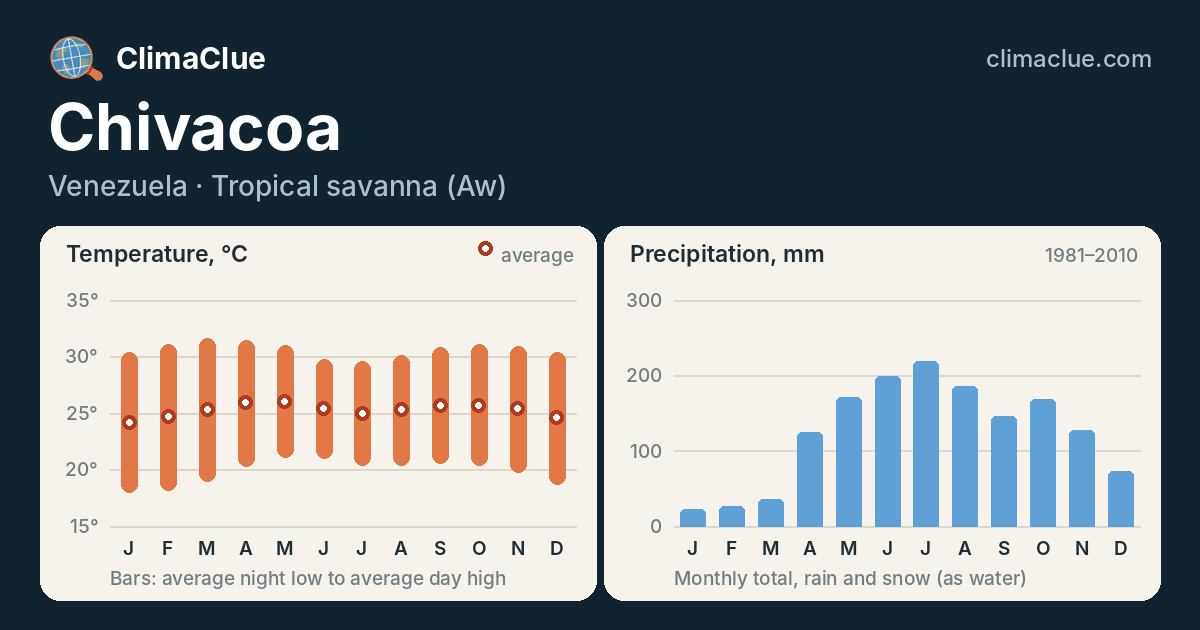 ClimaClue
climaclue.com
Chivacoa
Venezuela · Tropical savanna (Aw)
Temperature, °C
average
35°
30°
25°
20°
15°
J F M A M J J A S O N D
Bars: average night low to average day high
Precipitation, mm
1981–2010
300
200
100
0
J F M A M J J A S O N D
Monthly total, rain and snow (as water)